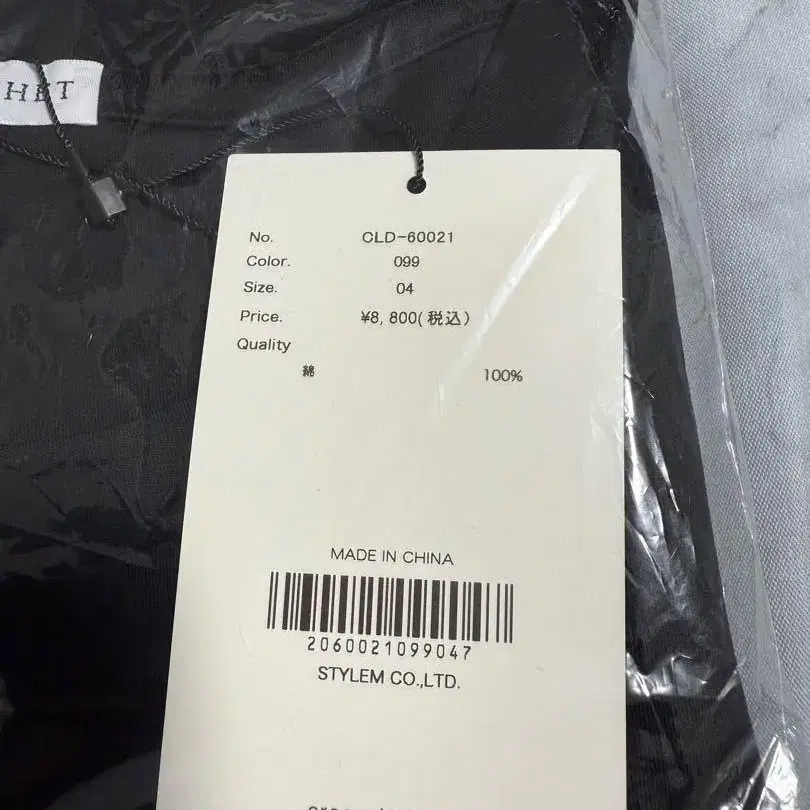 HET
No. CLD-60021
Color. 099
Size. 04
Price. ¥8,800(税込)
Quality
綿 100%
MADE IN CHINA
2060021099047
STYLEM CO.,LTD.